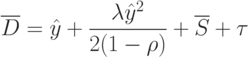 \overline{D} = \hat{y} + \frac{\lambda \hat{y}^2}{2(1-\rho)} + \overline{S} + \tau